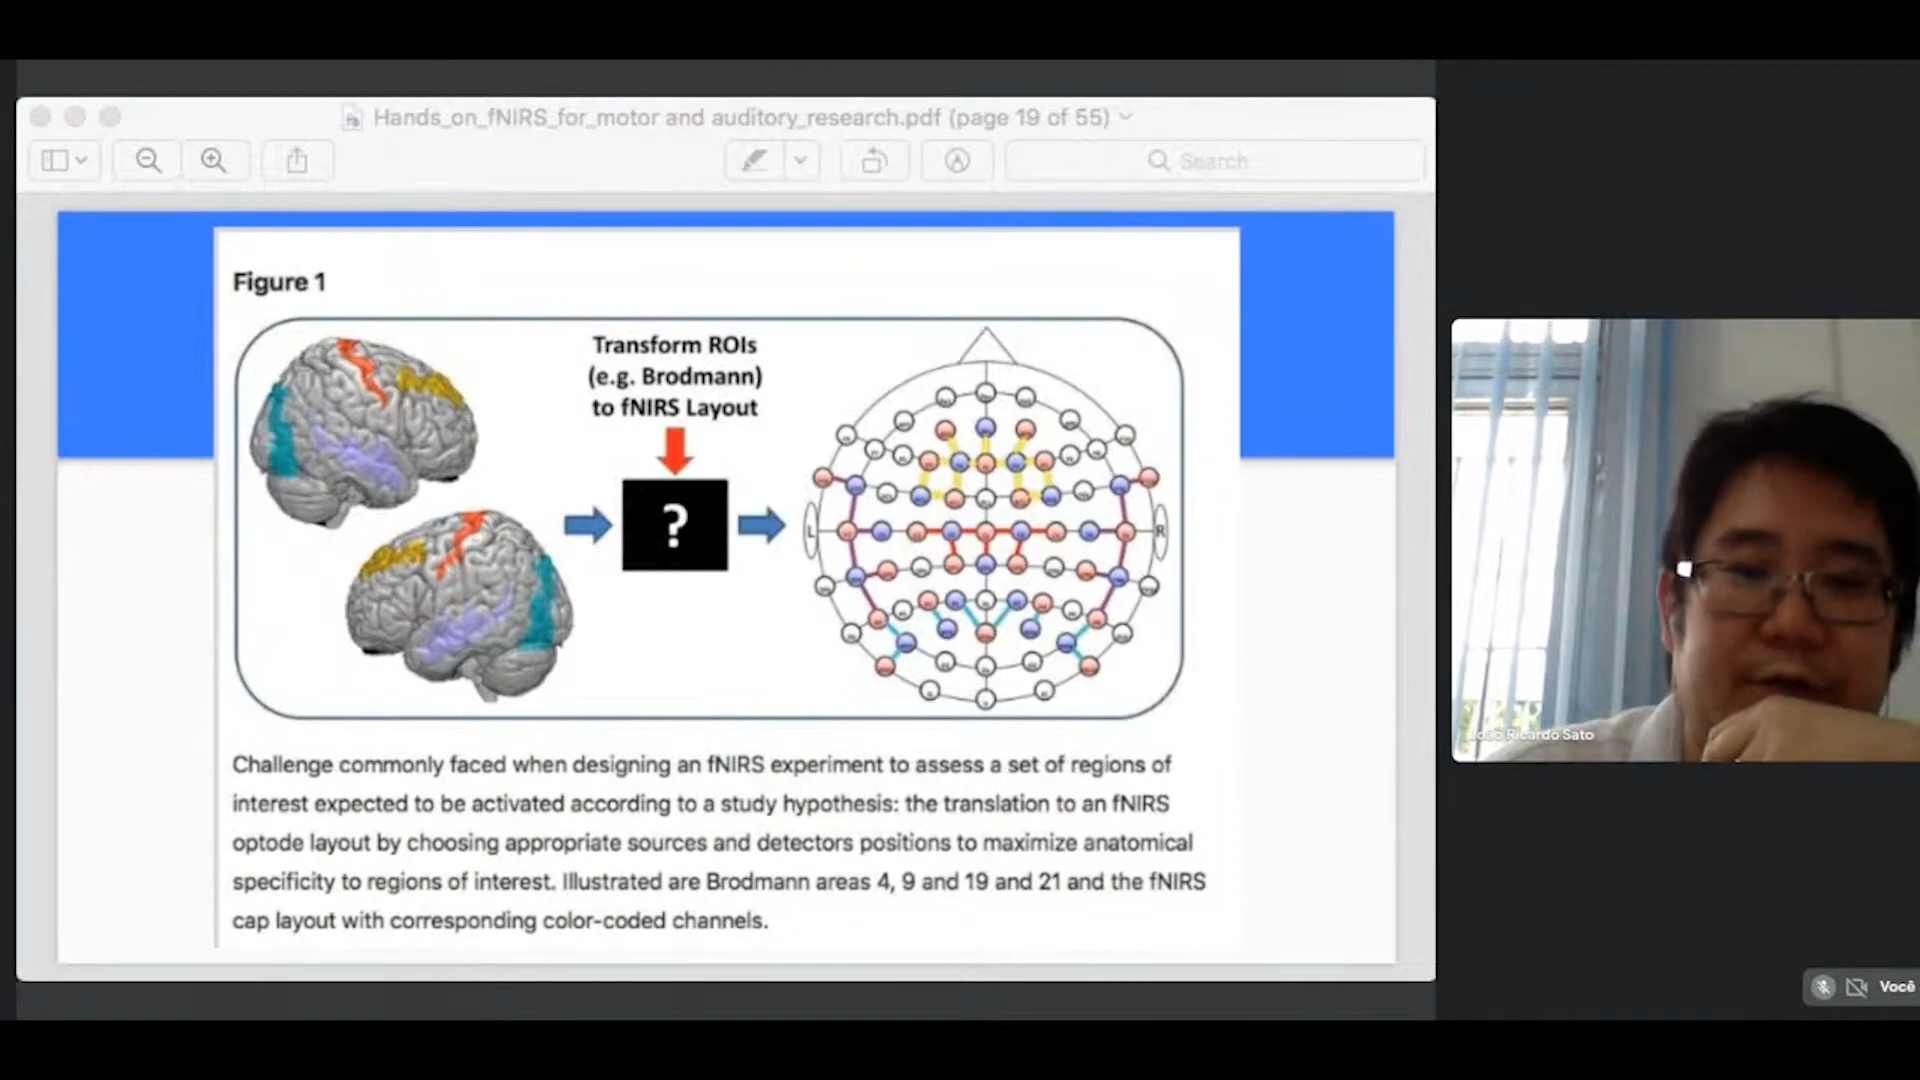 Hands_on_fNIRS_for_motor and auditory_research.pdf (page 19 of 55)
Search
Figure 1
Transform ROIs
(e.g. Brodmann)
to fNIRS Layout
?
L
R
Challenge commonly faced when designing an fNIRS experiment to assess a set of regions of
interest expected to be activated according to a study hypothesis: the translation to an fNIRS
optode layout by choosing appropriate sources and detectors positions to maximize anatomical
specificity to regions of interest. Illustrated are Brodmann areas 4, 9 and 19 and 21 and the fNIRS
cap layout with corresponding color-coded channels.
João Ricardo Sato
Você